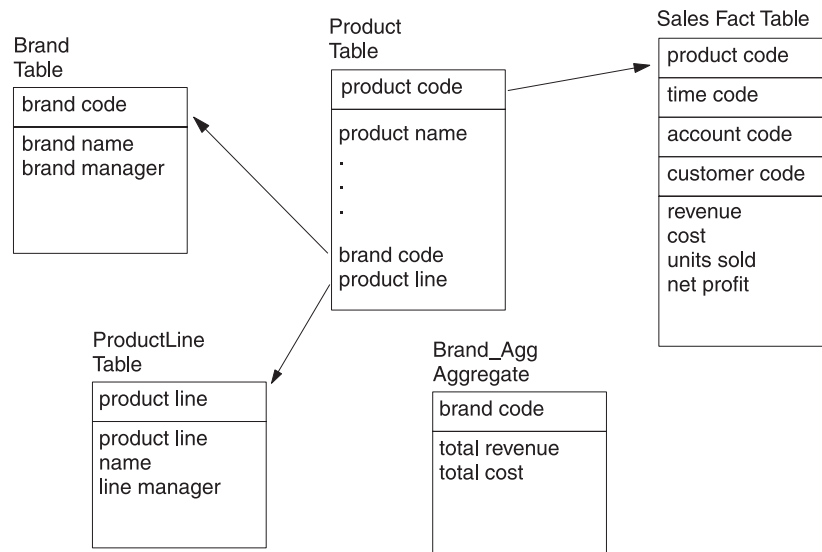 Brand
Table
brand code
brand name
brand manager
Product
Table
product code
product name
.
.
.
brand code
product line
Sales Fact Table
product code
time code
account code
customer code
revenue
cost
units sold
net profit
ProductLine
Table
product line
product line
name
line manager
Brand_Agg
Aggregate
brand code
total revenue
total cost